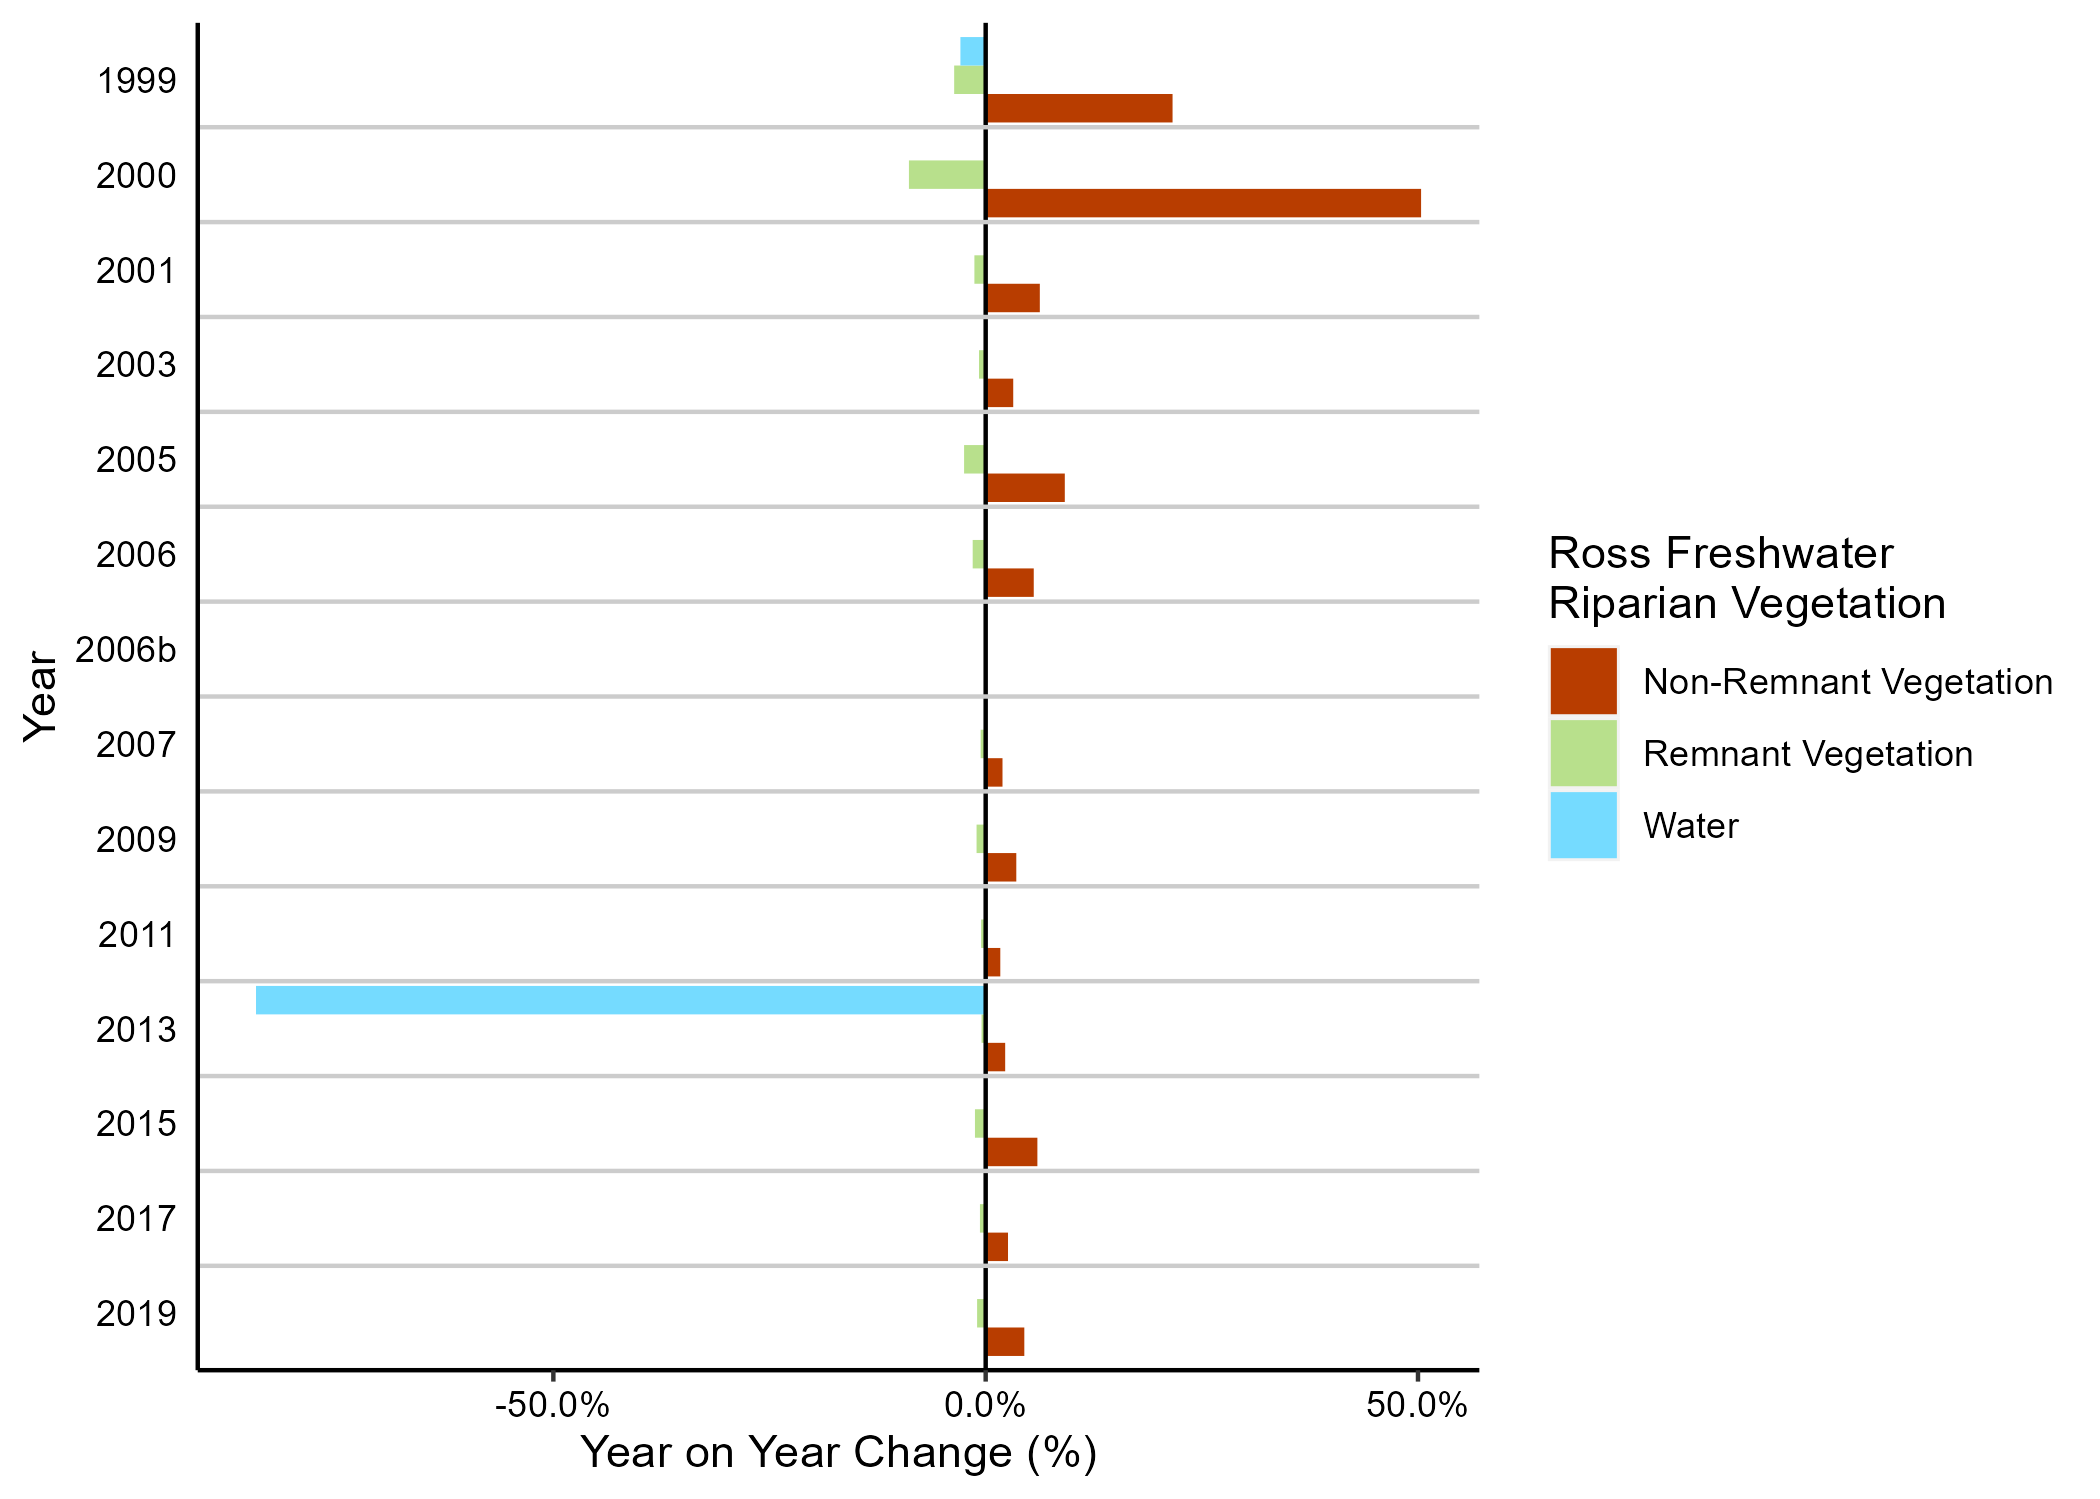 1999
2000
2001
2003
2005
2006
2006b
2007
2009
2011
2013
2015
2017
2019
Year
-50.0%
0.0%
50.0%
Year on Year Change (%)
Ross Freshwater
Riparian Vegetation
Non-Remnant Vegetation
Remnant Vegetation
Water